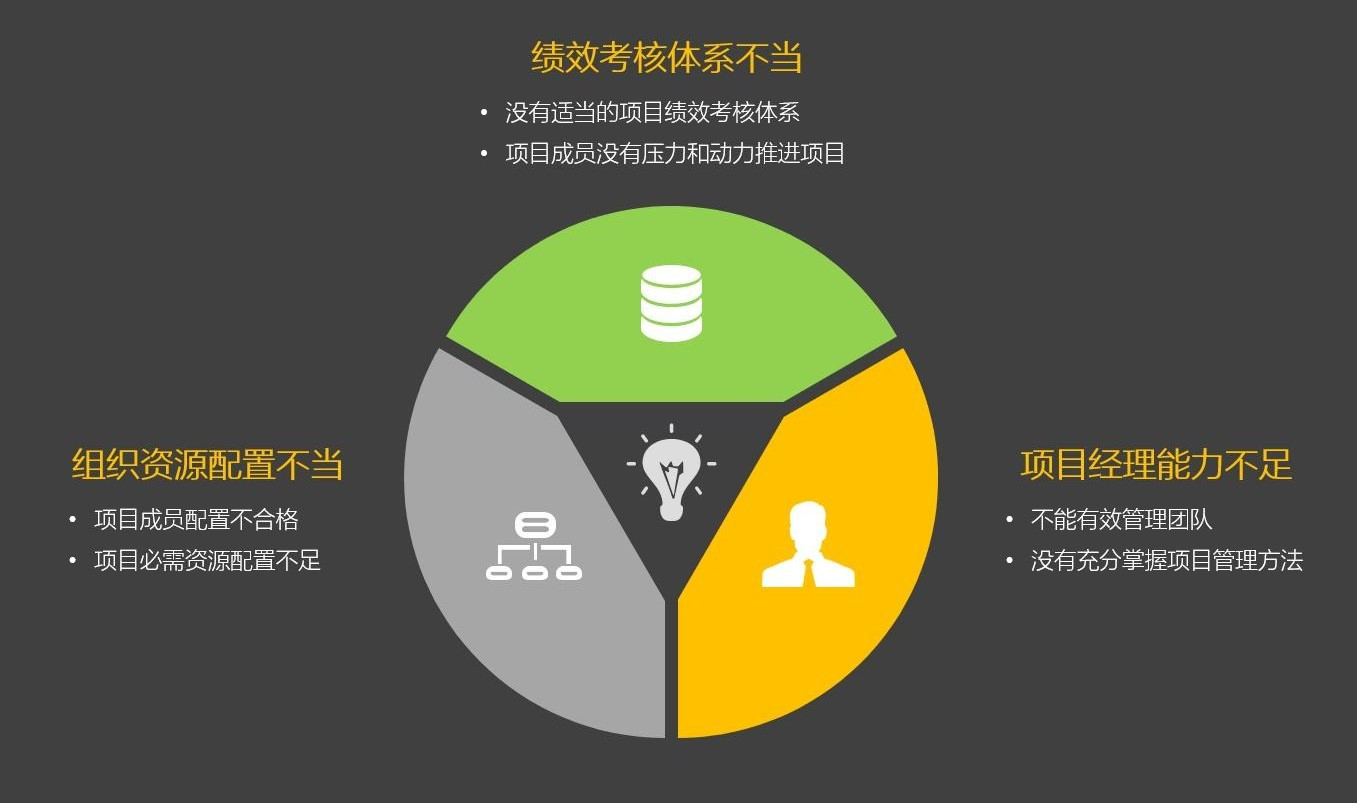 绩效考核体系不当
• 没有适当的项目绩效考核体系
• 项目成员没有压力和动力推进项目
组织资源配置不当
• 项目成员配置不合格
• 项目必需资源配置不足
项目经理能力不足
• 不能有效管理团队
• 没有充分掌握项目管理方法